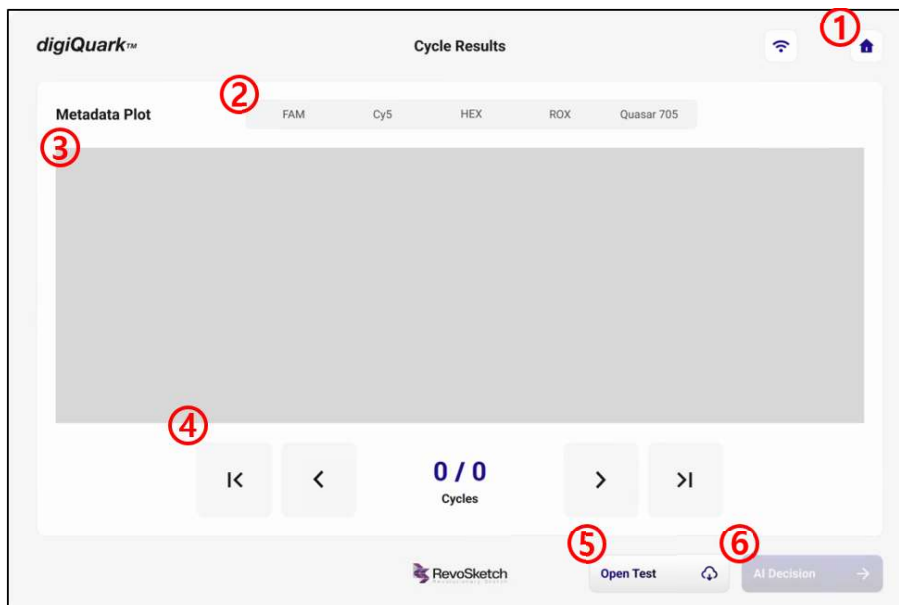 ①
digiQuark™ Cycle Results
②
Metadata Plot FAM Cy5 HEX ROX Quasar 705
③
④
0 / 0
Cycles
⑤ ⑥
RevoSketch Open Test AI Decision